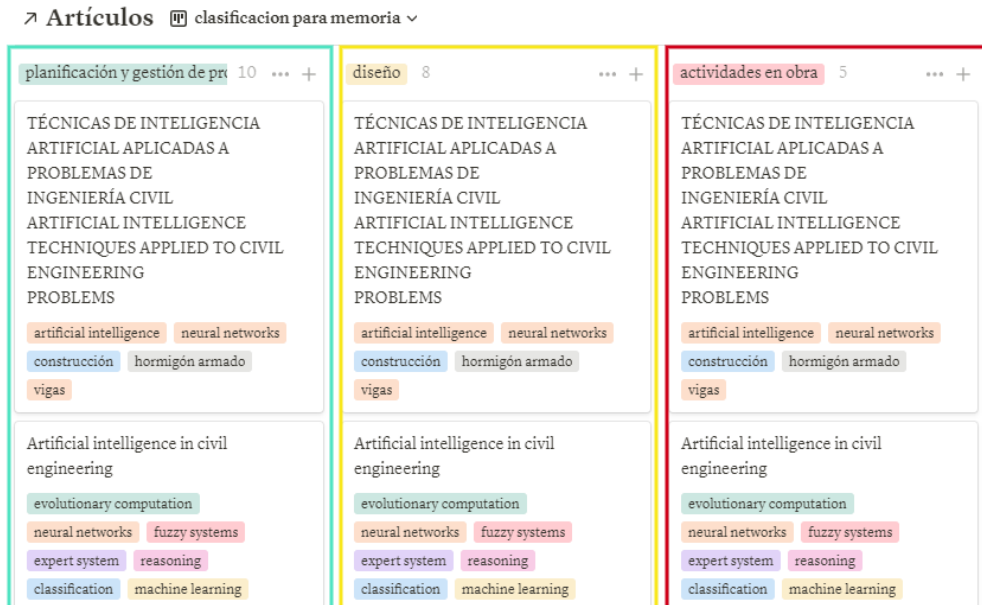 Artículos clasificacion para memoria
planificación y gestión de pro 10
TÉCNICAS DE INTELIGENCIA
ARTIFICIAL APLICADAS A
PROBLEMAS DE
INGENIERÍA CIVIL
ARTIFICIAL INTELLIGENCE
TECHNIQUES APPLIED TO CIVIL
ENGINEERING
PROBLEMS
artificial intelligence neural networks
construcción hormigón armado
vigas
Artificial intelligence in civil
engineering
evolutionary computation
neural networks fuzzy systems
expert system reasoning
classification machine learning
diseño 8
TÉCNICAS DE INTELIGENCIA
ARTIFICIAL APLICADAS A
PROBLEMAS DE
INGENIERÍA CIVIL
ARTIFICIAL INTELLIGENCE
TECHNIQUES APPLIED TO CIVIL
ENGINEERING
PROBLEMS
artificial intelligence neural networks
construcción hormigón armado
vigas
Artificial intelligence in civil
engineering
evolutionary computation
neural networks fuzzy systems
expert system reasoning
classification machine learning
actividades en obra 5
TÉCNICAS DE INTELIGENCIA
ARTIFICIAL APLICADAS A
PROBLEMAS DE
INGENIERÍA CIVIL
ARTIFICIAL INTELLIGENCE
TECHNIQUES APPLIED TO CIVIL
ENGINEERING
PROBLEMS
artificial intelligence neural networks
construcción hormigón armado
vigas
Artificial intelligence in civil
engineering
evolutionary computation
neural networks fuzzy systems
expert system reasoning
classification machine learning